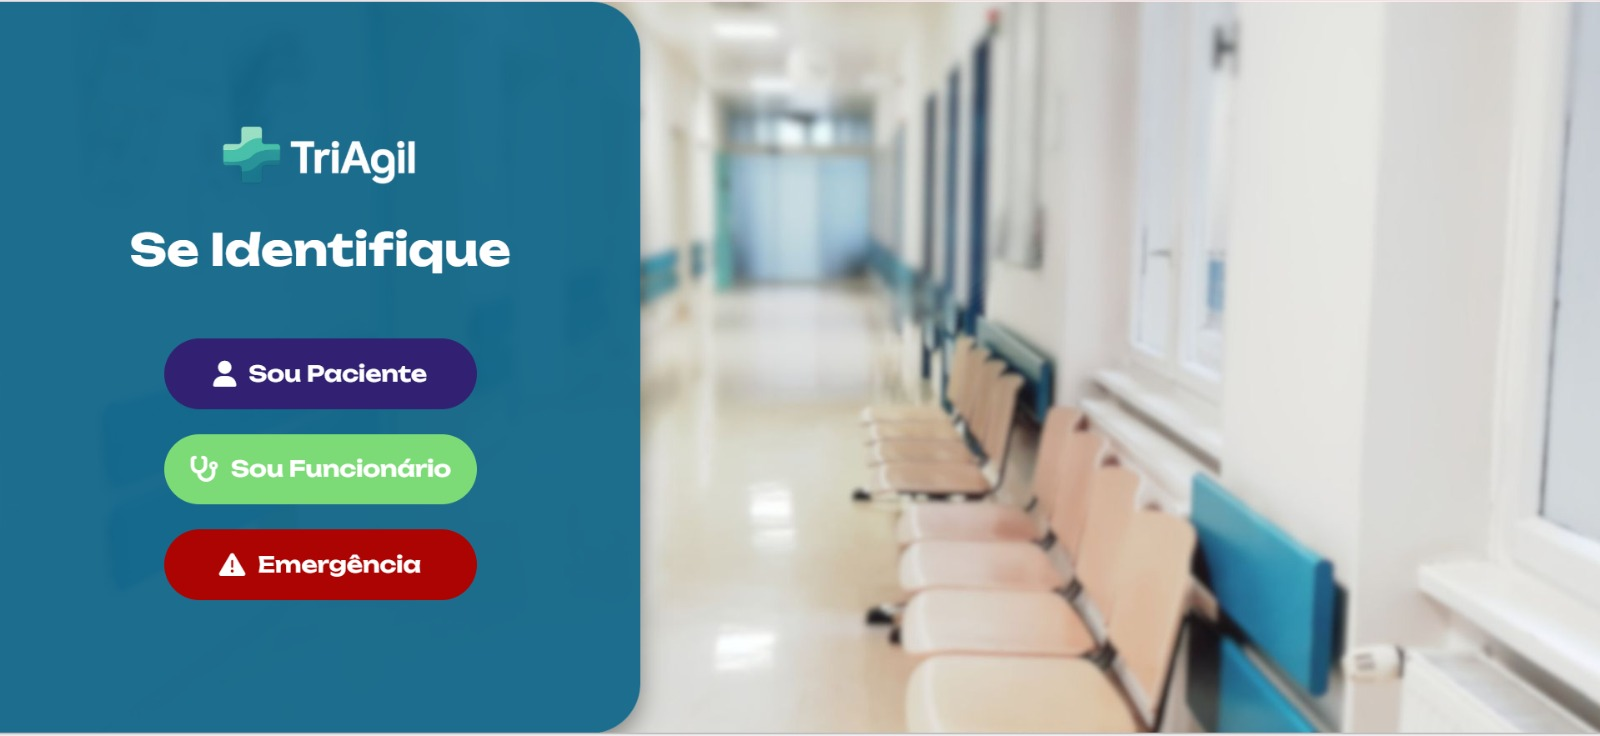 TriAgil
Se Identifique
Sou Paciente
Sou Funcionário
Emergência